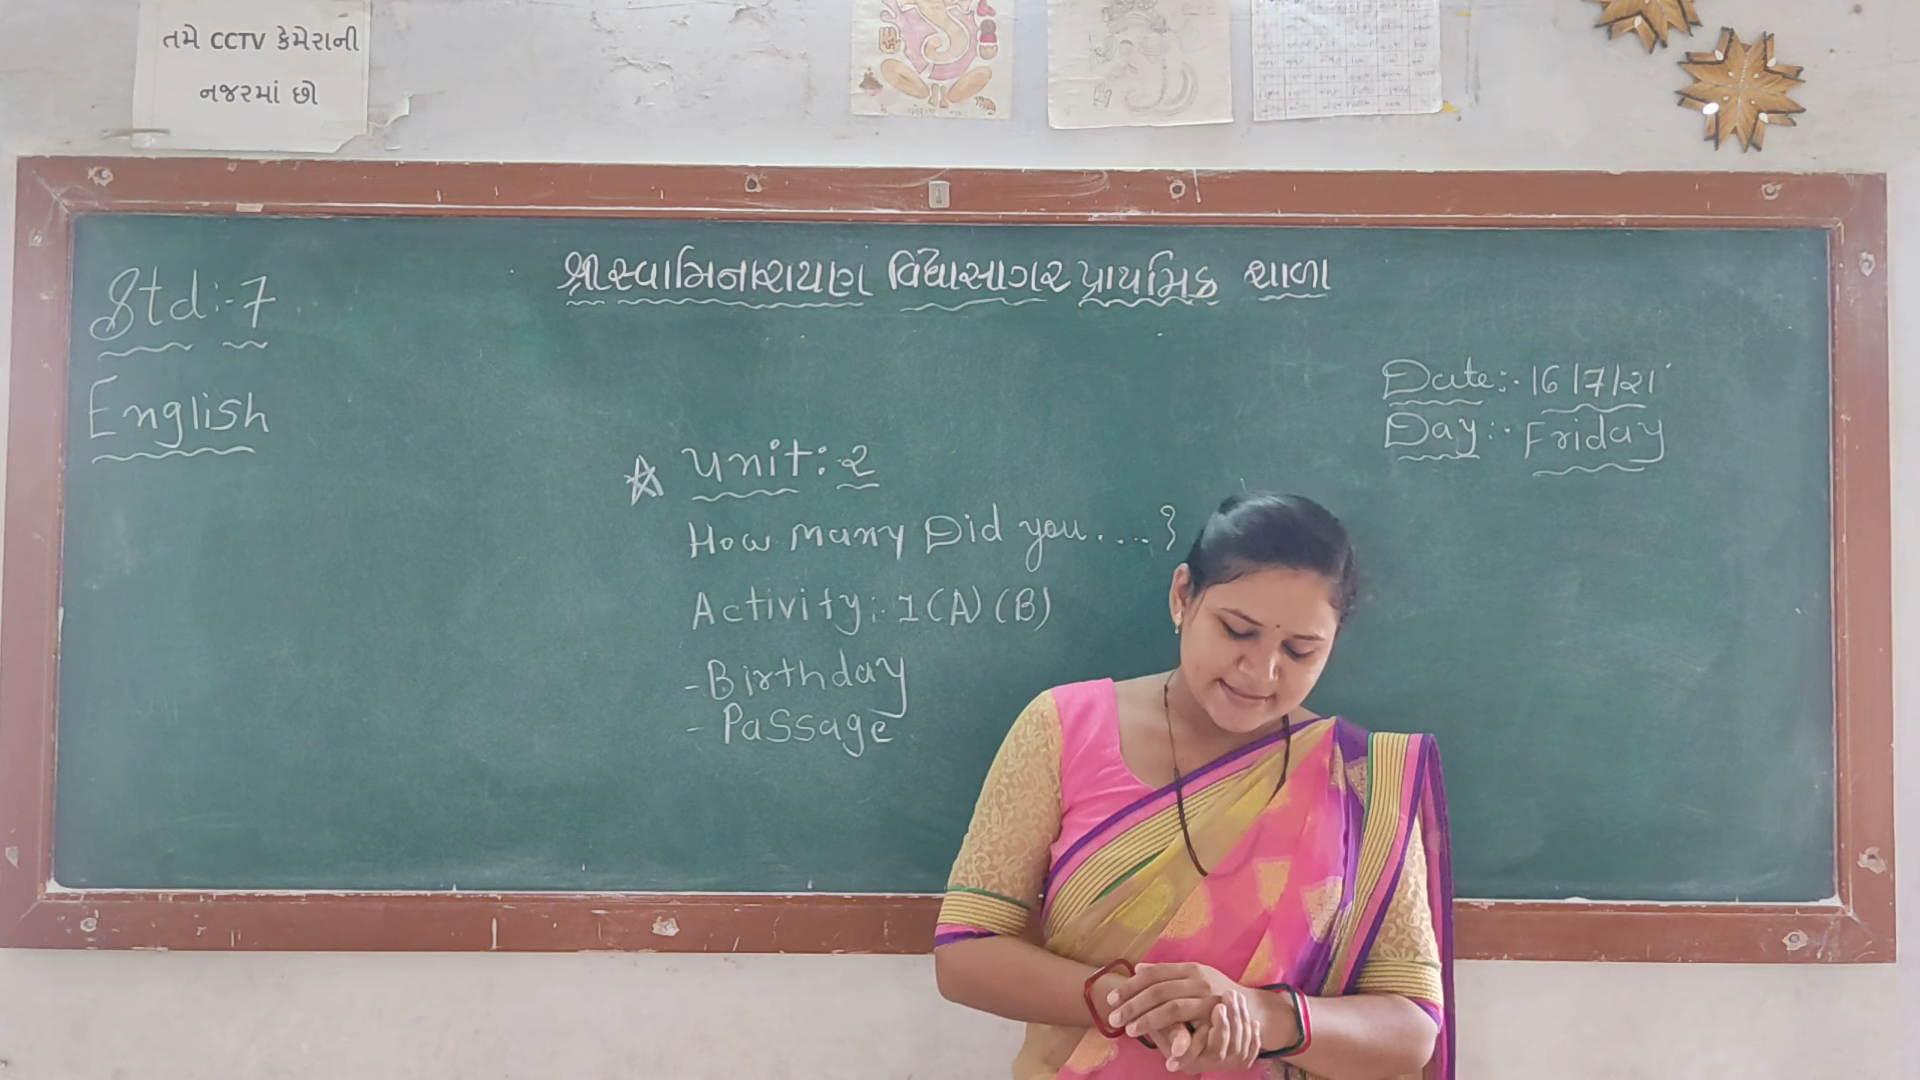 તમે CCTV કેમેરાની
નજરમાં છો
શ્રી સ્વામિનારાયણ વિદ્યાસાગર પ્રાથમિક શાળા
Std:-7
English
Date:- 16/7/21
Day:- Friday
Unit:-2
How many Did you....?
Activity:-1(A)(B)
-Birthday
- Passage